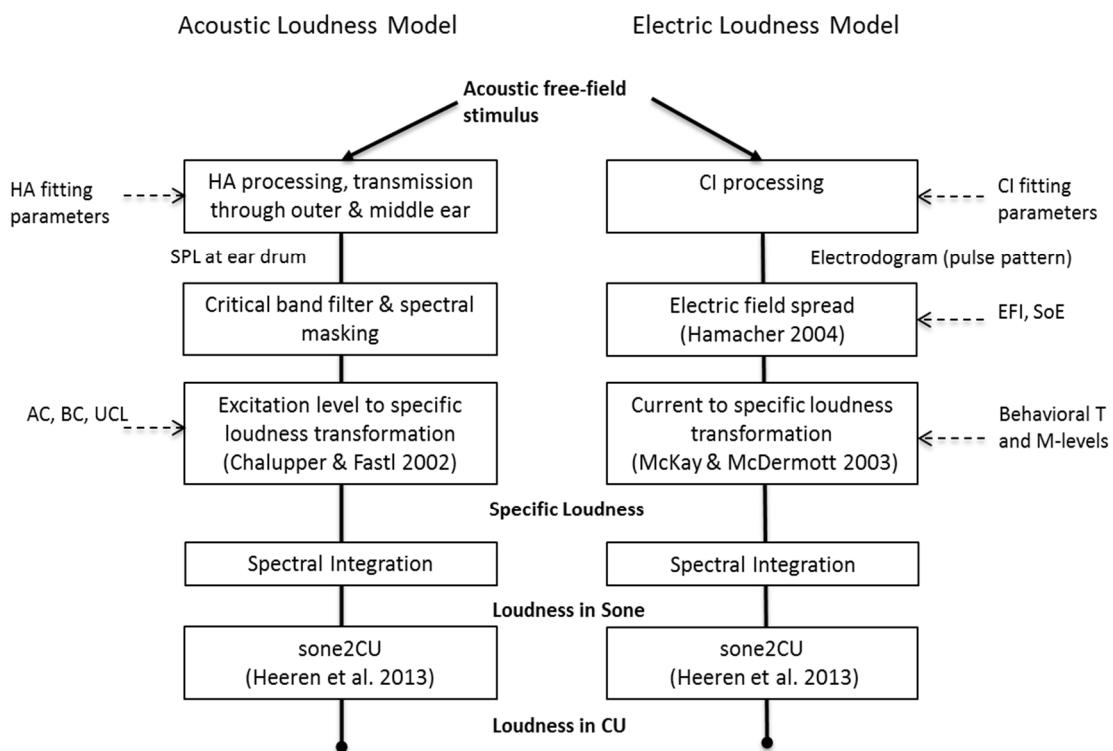 Acoustic Loudness Model
Electric Loudness Model
Acoustic free-field
stimulus
HA fitting
parameters
HA processing, transmission
through outer & middle ear
CI processing
CI fitting
parameters
SPL at ear drum
Electrodogram (pulse pattern)
Critical band filter & spectral
masking
Electric field spread
(Hamacher 2004)
EFI, SoE
AC, BC, UCL
Excitation level to specific
loudness transformation
(Chalupper & Fastl 2002)
Current to specific loudness
transformation
(McKay & McDermott 2003)
Behavioral T
and M-levels
Specific Loudness
Spectral Integration
Spectral Integration
Loudness in Sone
sone2CU
(Heeren et al. 2013)
sone2CU
(Heeren et al. 2013)
Loudness in CU